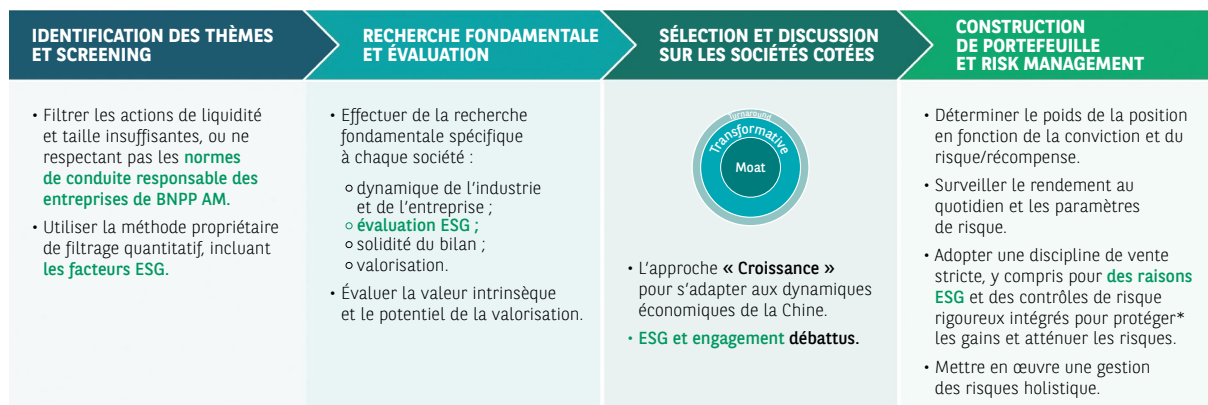 IDENTIFICATION DES THÈMES
ET SCREENING
• Filtrer les actions de liquidité
et taille insuffisantes, ou ne
respectant pas les normes
de conduite responsable des
entreprises de BNPP AM.
• Utiliser la méthode propriétaire
de filtrage quantitatif, incluant
les facteurs ESG.
RECHERCHE FONDAMENTALE
ET ÉVALUATION
• Effectuer de la recherche
fondamentale spécifique
à chaque société :
o dynamique de l'industrie
et de l'entreprise ;
o évaluation ESG ;
o solidité du bilan ;
o valorisation.
• Évaluer la valeur intrinsèque
et le potentiel de la valorisation.
SÉLECTION ET DISCUSSION
SUR LES SOCIÉTÉS COTÉES
Turnaround
Transformative
Moat
• L'approche « Croissance »
pour s'adapter aux dynamiques
économiques de la Chine.
• ESG et engagement débattus.
CONSTRUCTION
DE PORTEFEUILLE
ET RISK MANAGEMENT
• Déterminer le poids de la position
en fonction de la conviction et du
risque/récompense.
• Surveiller le rendement au
quotidien et les paramètres
de risque.
• Adopter une discipline de vente
stricte, y compris pour des raisons
ESG et des contrôles de risque
rigoureux intégrés pour protéger*
les gains et atténuer les risques.
• Mettre en œuvre une gestion
des risques holistique.